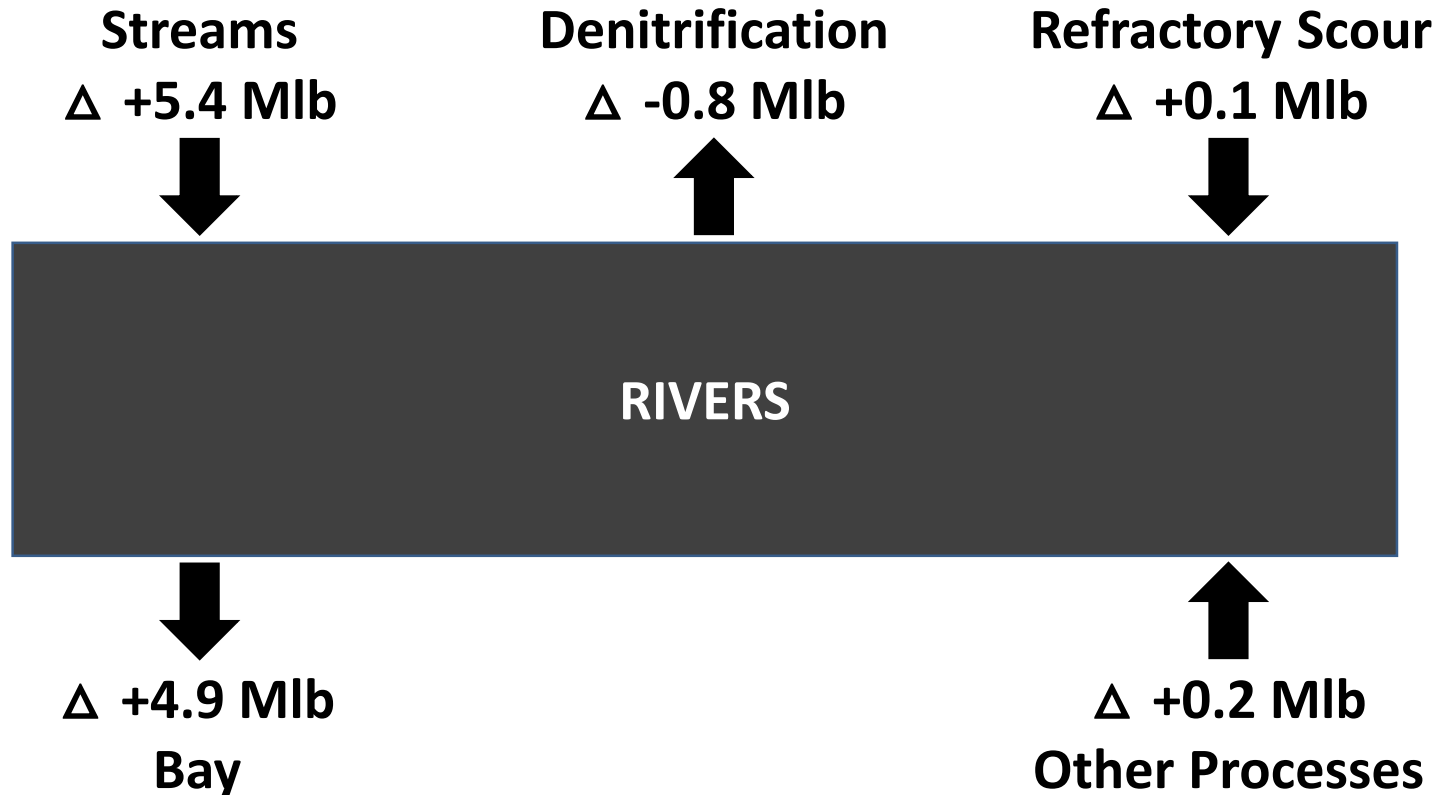 Streams
Δ +5.4 Mlb
Denitrification
Δ -0.8 Mlb
Refractory Scour
Δ +0.1 Mlb
RIVERS
Δ +4.9 Mlb
Bay
Δ +0.2 Mlb
Other Processes